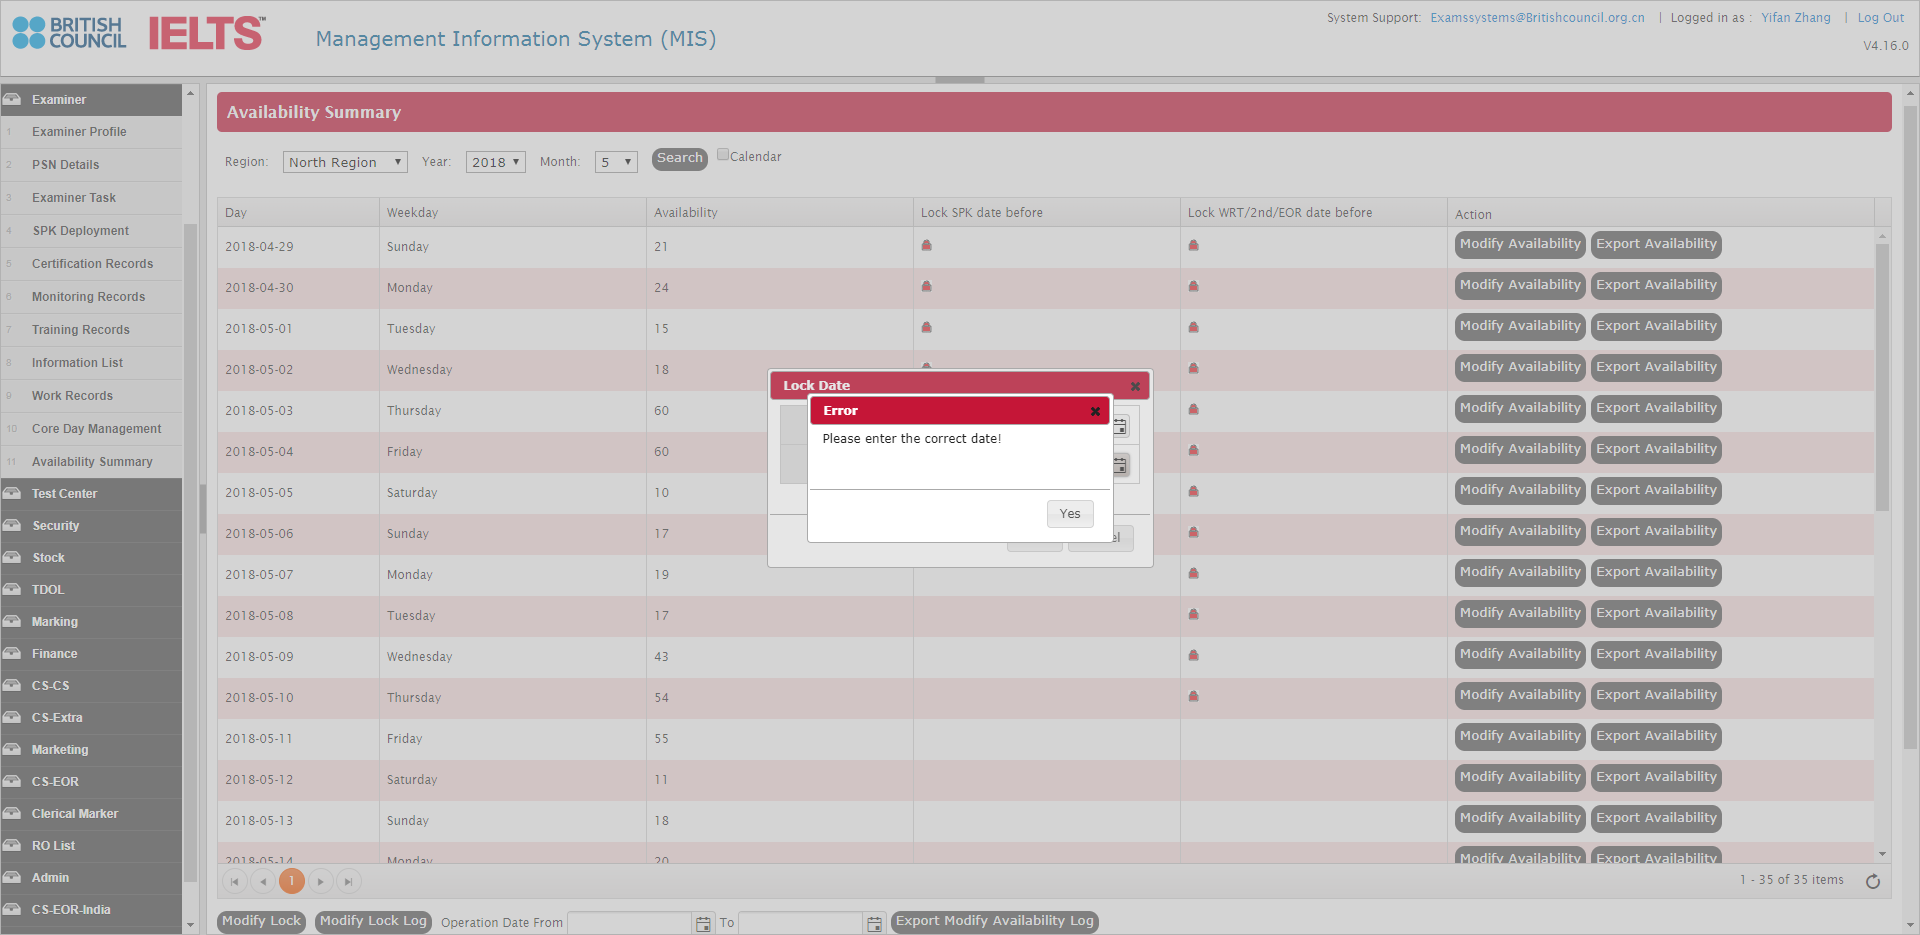 BRITISH
COUNCIL
IELTS™
Management Information System (MIS)
System Support: Examssystems@Britishcouncil.org.cn | Logged in as : Yifan Zhang | Log Out
V4.16.0
Examiner
1 Examiner Profile
2 PSN Details
3 Examiner Task
4 SPK Deployment
5 Certification Records
6 Monitoring Records
7 Training Records
8 Information List
9 Work Records
10 Core Day Management
11 Availability Summary
Test Center
Security
Stock
TDOL
Marking
Finance
CS-CS
CS-Extra
Marketing
CS-EOR
Clerical Marker
RO List
Admin
CS-EOR-India
Availability Summary
Region: North Region Year: 2018 Month: 5 Search Calendar
Day Weekday Availability Lock SPK date before Lock WRT/2nd/EOR date before Action
2018-04-29 Sunday 21 Modify Availability Export Availability
2018-04-30 Monday 24 Modify Availability Export Availability
2018-05-01 Tuesday 15 Modify Availability Export Availability
2018-05-02 Wednesday 18 Modify Availability Export Availability
2018-05-03 Thursday 60 Modify Availability Export Availability
2018-05-04 Friday 60 Modify Availability Export Availability
2018-05-05 Saturday 10 Modify Availability Export Availability
2018-05-06 Sunday 17 Modify Availability Export Availability
2018-05-07 Monday 19 Modify Availability Export Availability
2018-05-08 Tuesday 17 Modify Availability Export Availability
2018-05-09 Wednesday 43 Modify Availability Export Availability
2018-05-10 Thursday 54 Modify Availability Export Availability
2018-05-11 Friday 55 Modify Availability Export Availability
2018-05-12 Saturday 11 Modify Availability Export Availability
2018-05-13 Sunday 18 Modify Availability Export Availability
2018-05-14 Monday 20 Modify Availability Export Availability
Lock Date
Error
Please enter the correct date!
Yes
el
1
1 - 35 of 35 items
Modify Lock Modify Lock Log Operation Date From To Export Modify Availability Log